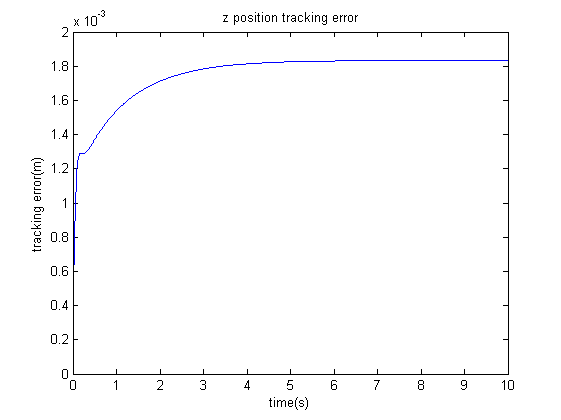 z position tracking error
x 10^-3
2
1.8
1.6
1.4
1.2
1
0.8
0.6
0.4
0.2
0
tracking error(m)
0 1 2 3 4 5 6 7 8 9 10
time(s)